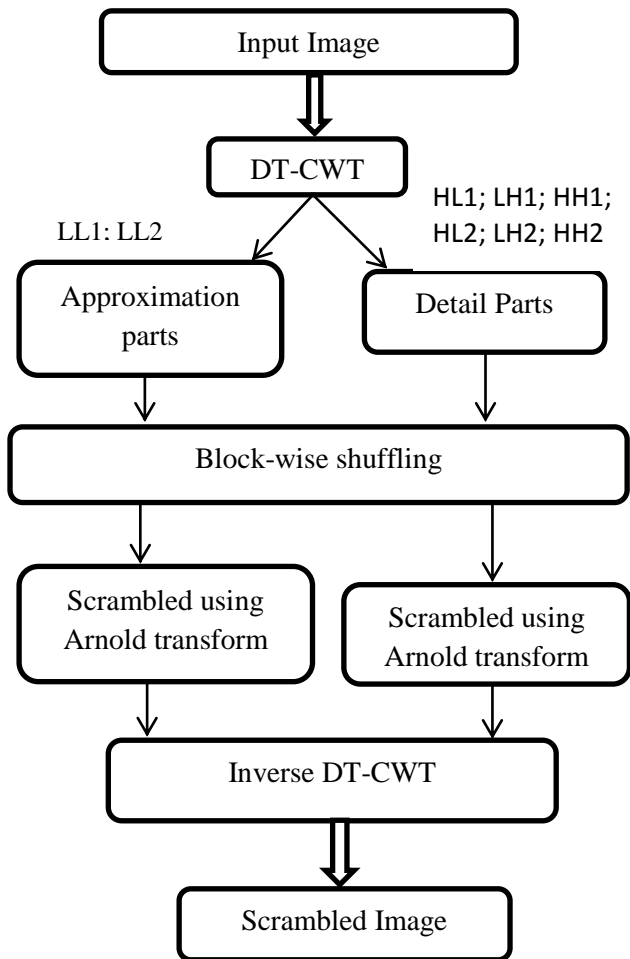 Input Image
DT-CWT
LL1: LL2
HL1; LH1; HH1;
HL2; LH2; HH2
Approximation
parts
Detail Parts
Block-wise shuffling
Scrambled using
Arnold transform
Scrambled using
Arnold transform
Inverse DT-CWT
Scrambled Image